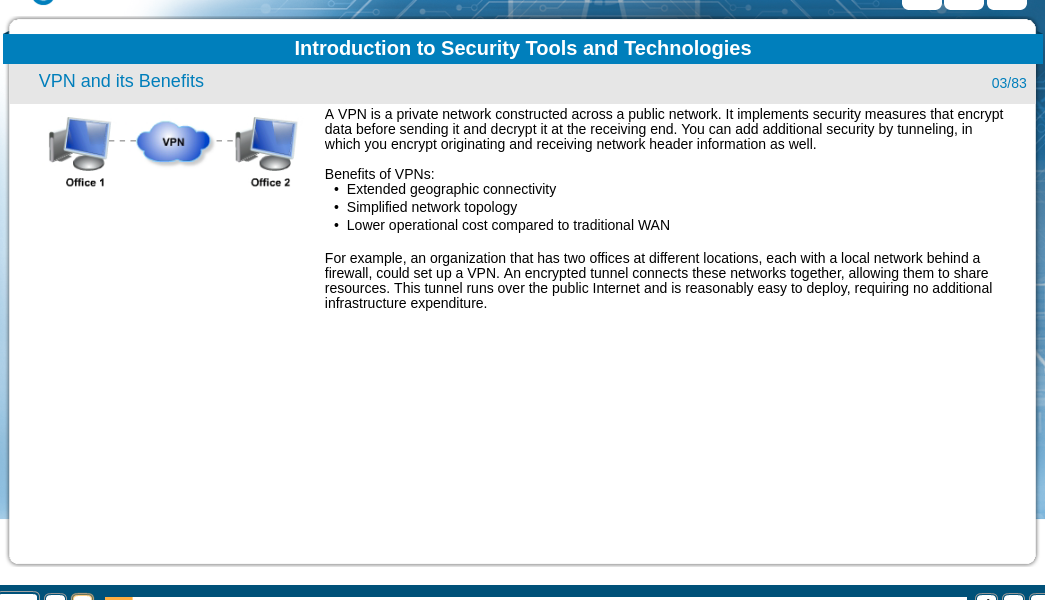 Introduction to Security Tools and Technologies
VPN and its Benefits
03/83
VPN
Office 1
Office 2
A VPN is a private network constructed across a public network. It implements security measures that encrypt
data before sending it and decrypt it at the receiving end. You can add additional security by tunneling, in
which you encrypt originating and receiving network header information as well.
Benefits of VPNs:
• Extended geographic connectivity
• Simplified network topology
• Lower operational cost compared to traditional WAN
For example, an organization that has two offices at different locations, each with a local network behind a
firewall, could set up a VPN. An encrypted tunnel connects these networks together, allowing them to share
resources. This tunnel runs over the public Internet and is reasonably easy to deploy, requiring no additional
infrastructure expenditure.